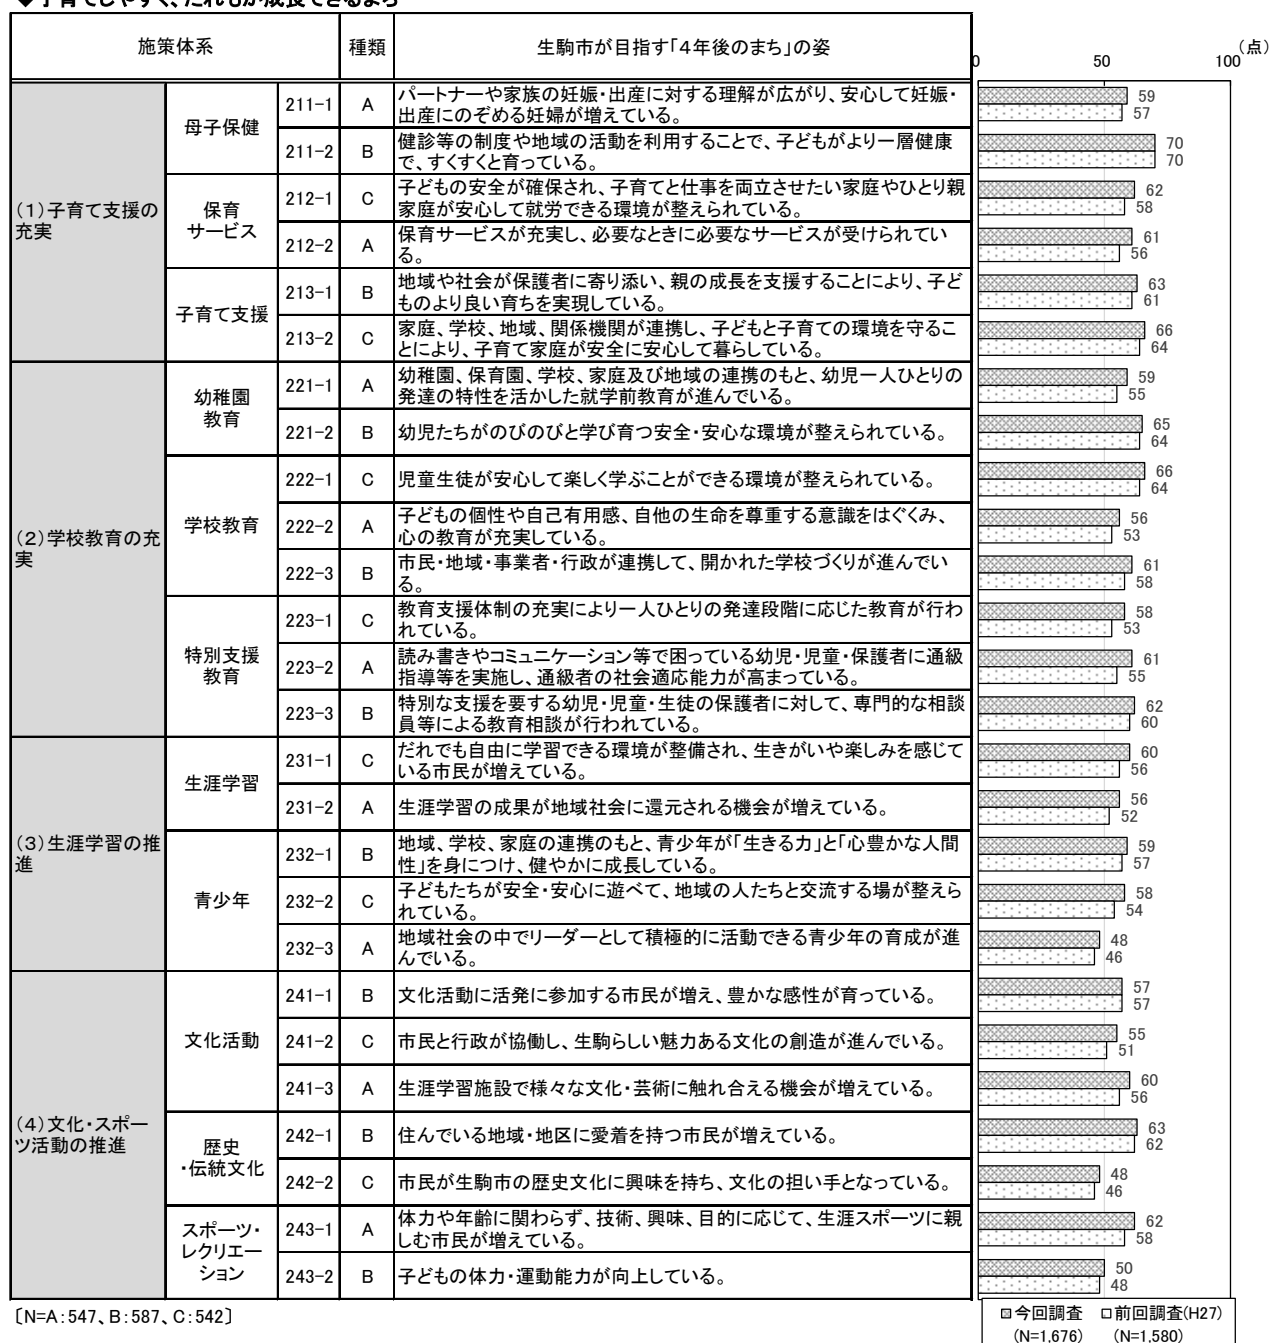 ◆子育てしやすく、だれもが成長できるまち
施策体系
種類
生駒市が目指す「4年後のまち」の姿
0
50
100
(点)
(1)子育て支援の
充実
母子保健
211-1
A
パートナーや家族の妊娠・出産に対する理解が広がり、安心して妊娠・
出産にのぞめる妊婦が増えている。
59
57
211-2
B
健診等の制度や地域の活動を利用することで、子どもがより一層健康
で、すくすくと育っている。
70
70
保育
サービス
212-1
C
子どもの安全が確保され、子育てと仕事を両立させたい家庭やひとり親
家庭が安心して就労できる環境が整えられている。
62
58
212-2
A
保育サービスが充実し、必要なときに必要なサービスが受けられてい
る。
61
56
子育て支援
213-1
B
地域や社会が保護者に寄り添い、親の成長を支援することにより、子ど
ものより良い育ちを実現している。
63
61
213-2
C
家庭、学校、地域、関係機関が連携し、子どもと子育ての環境を守るこ
とにより、子育て家庭が安全に安心して暮らしている。
66
64
(2)学校教育の充
実
幼稚園
教育
221-1
A
幼稚園、保育園、学校、家庭及び地域の連携のもと、幼児一人ひとりの
発達の特性を活かした就学前教育が進んでいる。
59
55
221-2
B
幼児たちがのびのびと学び育つ安全・安心な環境が整えられている。
65
64
学校教育
222-1
C
児童生徒が安心して楽しく学ぶことができる環境が整えられている。
66
64
222-2
A
子どもの個性や自己有用感、自他の生命を尊重する意識をはぐくみ、
心の教育が充実している。
56
53
222-3
B
市民・地域・事業者・行政が連携して、開かれた学校づくりが進んでい
る。
61
58
特別支援
教育
223-1
C
教育支援体制の充実により一人ひとりの発達段階に応じた教育が行わ
れている。
58
53
223-2
A
読み書きやコミュニケーション等で困っている幼児・児童・保護者に通級
指導等を実施し、通級者の社会適応能力が高まっている。
61
55
223-3
B
特別な支援を要する幼児・児童・生徒の保護者に対して、専門的な相談
員等による教育相談が行われている。
62
60
(3)生涯学習の推
進
生涯学習
231-1
C
だれでも自由に学習できる環境が整備され、生きがいや楽しみを感じて
いる市民が増えている。
60
56
231-2
A
生涯学習の成果が地域社会に還元される機会が増えている。
56
52
青少年
232-1
B
地域、学校、家庭の連携のもと、青少年が「生きる力」と「心豊かな人間
性」を身につけ、健やかに成長している。
59
57
232-2
C
子どもたちが安全・安心に遊べて、地域の人たちと交流する場が整えら
れている。
58
54
232-3
A
地域社会の中でリーダーとして積極的に活動できる青少年の育成が進
んでいる。
48
46
(4)文化・スポー
ツ活動の推進
文化活動
241-1
B
文化活動に活発に参加する市民が増え、豊かな感性が育っている。
57
57
241-2
C
市民と行政が協働し、生駒らしい魅力ある文化の創造が進んでいる。
55
51
241-3
A
生涯学習施設で様々な文化・芸術に触れ合える機会が増えている。
60
56
歴史
・伝統文化
242-1
B
住んでいる地域・地区に愛着を持つ市民が増えている。
63
62
242-2
C
市民が生駒市の歴史文化に興味を持ち、文化の担い手となっている。
48
46
スポーツ・
レクリエー
ション
243-1
A
体力や年齢に関わらず、技術、興味、目的に応じて、生涯スポーツに親
しむ市民が増えている。
62
58
243-2
B
子どもの体力・運動能力が向上している。
50
48
〔N=A:547、B:587、C:542〕
今回調査 前回調査(H27)
(N=1,676) (N=1,580)